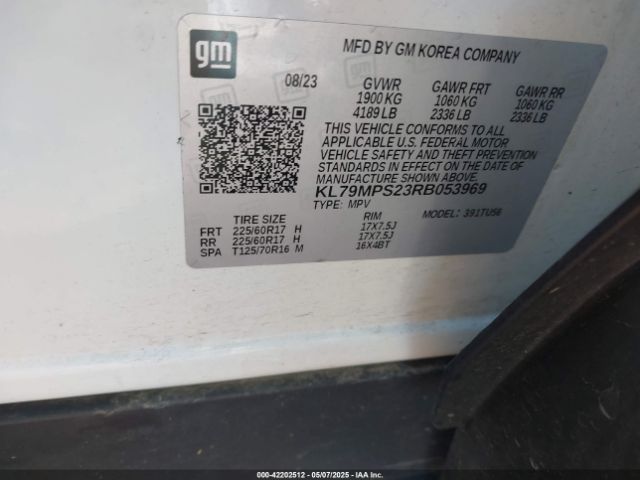 gm
MFD BY GM KOREA COMPANY
08/23 GVWR GAWR FRT GAWR RR
1900 KG 1060 KG 1060 KG
4189 LB 2336 LB 2336 LB
THIS VEHICLE CONFORMS TO ALL
APPLICABLE U.S. FEDERAL MOTOR
VEHICLE SAFETY AND THEFT PREVENTION
STANDARDS IN EFFECT ON THE DATE OF
MANUFACTURE SHOWN ABOVE.
KL79MPS23RB053969
TYPE: MPV MODEL: 391TU56
TIRE SIZE RIM
FRT 225/60R17 H 17X7.5J
RR 225/60R17 H 17X7.5J
SPA T125/70R16 M 16X4BT
000-42202512 05/07/2025 Copyright IAA, Inc.